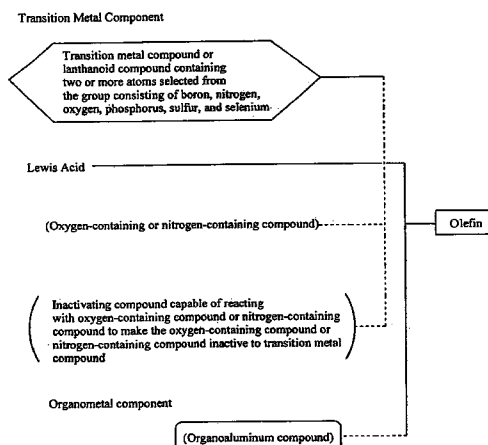 Transition Metal Component
Transition metal compound or
lanthanoid compound containing
two or more atoms selected from
the group consisting of boron, nitrogen,
oxygen, phosphorus, sulfur, and selenium
Lewis Acid
(Oxygen-containing or nitrogen-containing compound)
Olefin
Inactivating compound capable of reacting
with oxygen-containing compound or nitrogen-containing
compound to make the oxygen-containing compound or
nitrogen-containing compound inactive to transition metal
compound
Organometal component
(Organoaluminum compound)